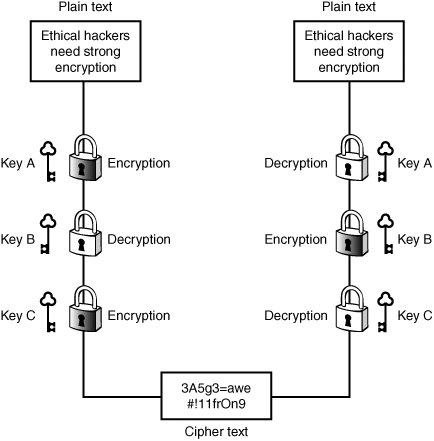 Plain text
Ethical hackers
need strong
encryption
Key A
Encryption
Key B
Decryption
Key C
Encryption
Plain text
Ethical hackers
need strong
encryption
Decryption
Key A
Encryption
Key B
Decryption
Key C
3A5g3=awe
#!11frOn9
Cipher text